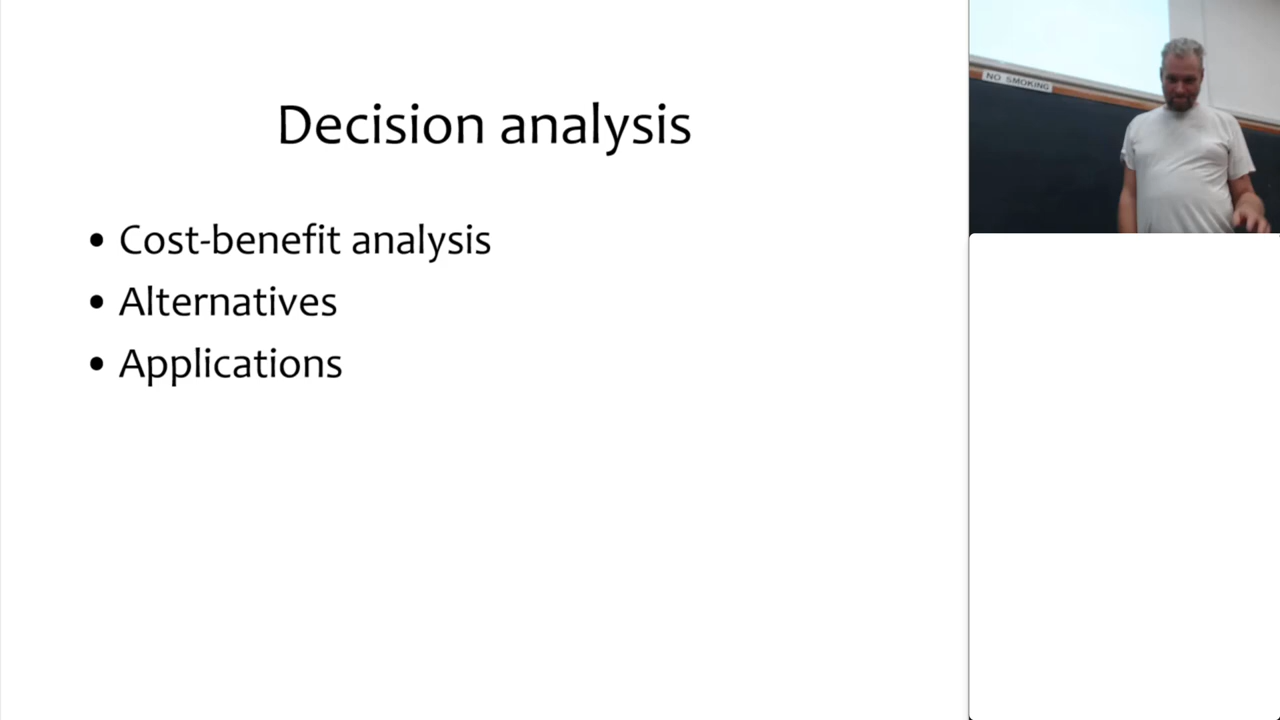 Decision analysis
• Cost-benefit analysis
• Alternatives
• Applications
NO SMOKING